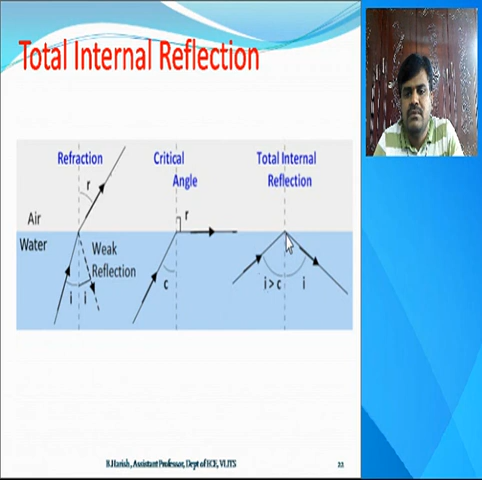 Total Internal Reflection
Refraction
Critical
Angle
Total Internal
Reflection
r
r
Air
Water
Weak
Reflection
i i
c
i > c i
B.Harish, Assistant Professor, Dept of ECE, VLITS
22